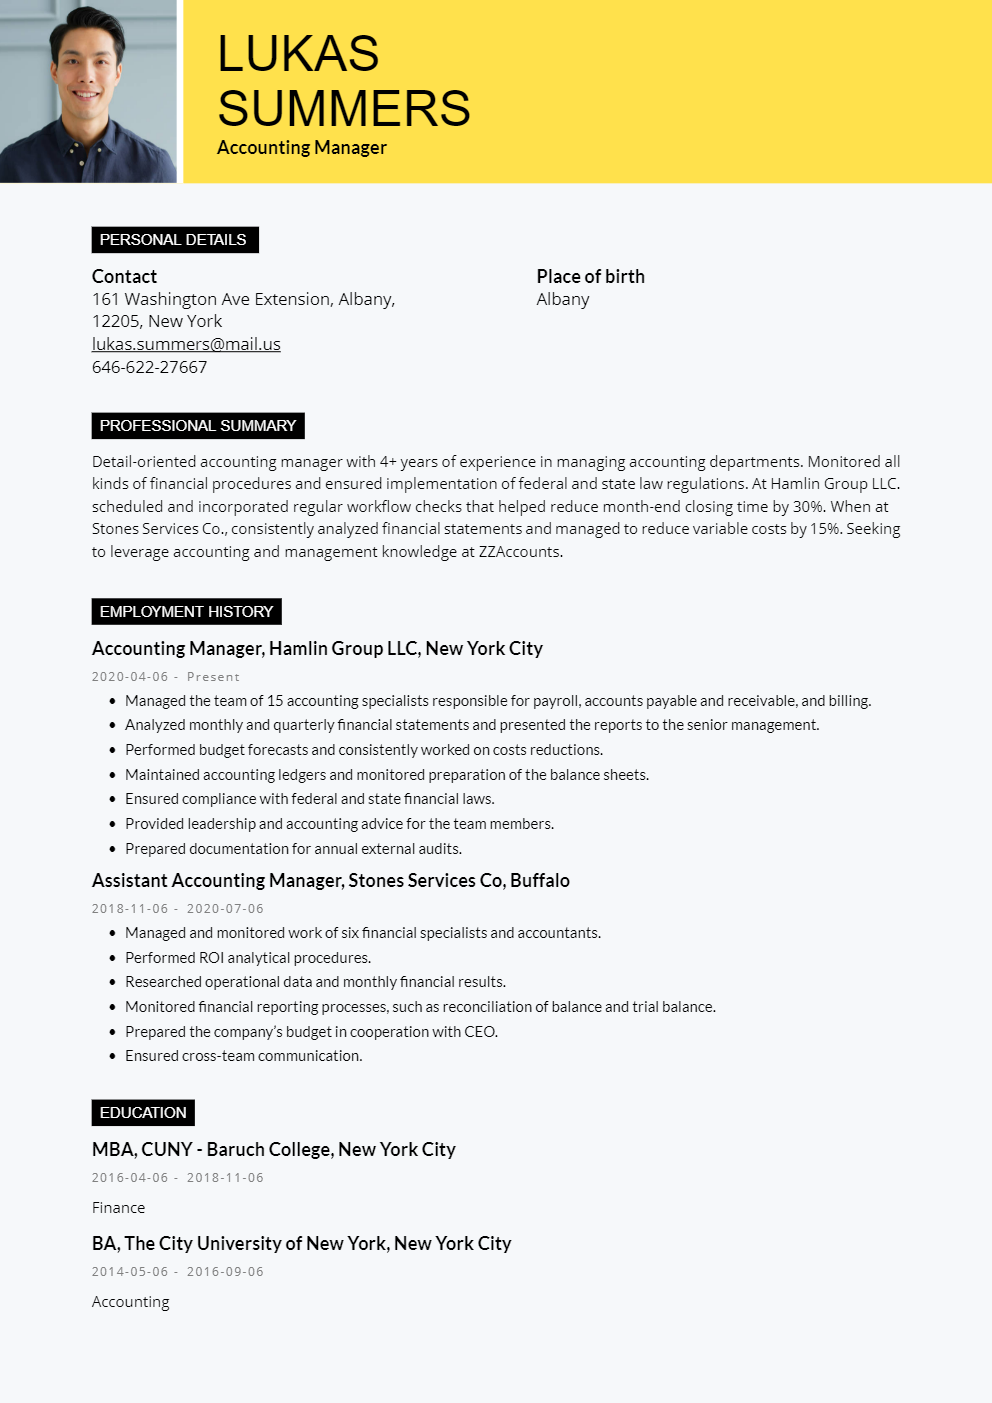 LUKAS
SUMMERS
Accounting Manager
PERSONAL DETAILS
Contact
161 Washington Ave Extension, Albany,
12205, New York
lukas.summers@mail.us
646-622-27667
Place of birth
Albany
PROFESSIONAL SUMMARY
Detail-oriented accounting manager with 4+ years of experience in managing accounting departments. Monitored all
kinds of financial procedures and ensured implementation of federal and state law regulations. At Hamlin Group LLC.
scheduled and incorporated regular workflow checks that helped reduce month-end closing time by 30%. When at
Stones Services Co., consistently analyzed financial statements and managed to reduce variable costs by 15%. Seeking
to leverage accounting and management knowledge at ZZAccounts.
EMPLOYMENT HISTORY
Accounting Manager, Hamlin Group LLC, New York City
2020-04-06 - Present
• Managed the team of 15 accounting specialists responsible for payroll, accounts payable and receivable, and billing.
• Analyzed monthly and quarterly financial statements and presented the reports to the senior management.
• Performed budget forecasts and consistently worked on costs reductions.
• Maintained accounting ledgers and monitored preparation of the balance sheets.
• Ensured compliance with federal and state financial laws.
• Provided leadership and accounting advice for the team members.
• Prepared documentation for annual external audits.
Assistant Accounting Manager, Stones Services Co, Buffalo
2018-11-06 - 2020-07-06
• Managed and monitored work of six financial specialists and accountants.
• Performed ROI analytical procedures.
• Researched operational data and monthly financial results.
• Monitored financial reporting processes, such as reconciliation of balance and trial balance.
• Prepared the company’s budget in cooperation with CEO.
• Ensured cross-team communication.
EDUCATION
MBA, CUNY - Baruch College, New York City
2016-04-06 - 2018-11-06
Finance
BA, The City University of New York, New York City
2014-05-06 - 2016-09-06
Accounting